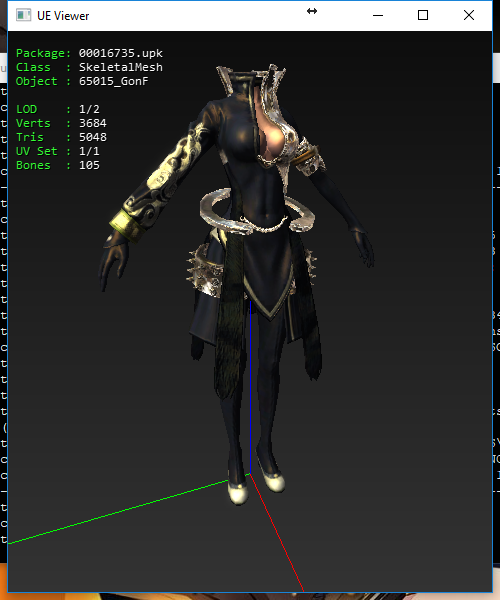 UE Viewer
Package: 00016735.upk
Class : SkeletalMesh
Object : 65015_GonF
LOD : 1/2
Verts : 3684
Tris : 5048
UV Set : 1/1
Bones : 105